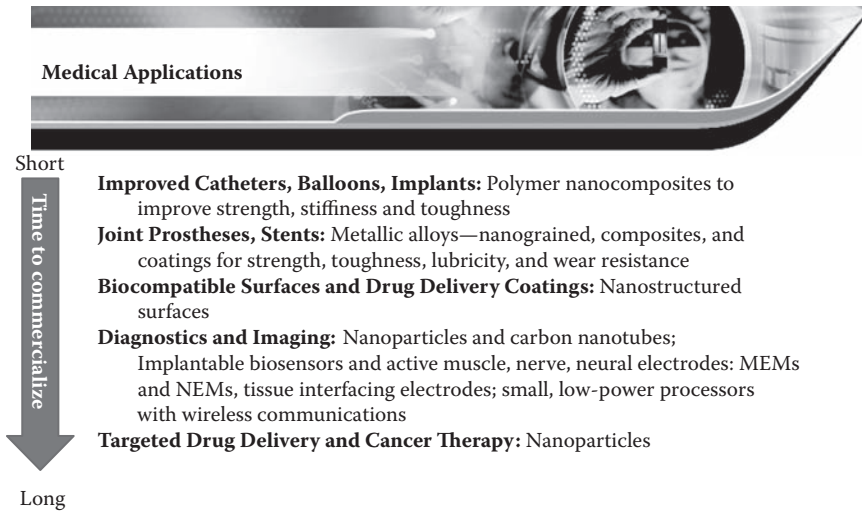 Medical Applications
Short
Time to commercialize
Improved Catheters, Balloons, Implants: Polymer nanocomposites to
improve strength, stiffiness and toughness
Joint Prostheses, Stents: Metallic alloys—nanograined, composites, and
coatings for strength, toughness, lubricity, and wear resistance
Biocompatible Surfaces and Drug Delivery Coatings: Nanostructured
surfaces
Diagnostics and Imaging: Nanoparticles and carbon nanotubes;
Implantable biosensors and active muscle, nerve, neural electrodes: MEMs
and NEMs, tissue interfacing electrodes; small, low-power processors
with wireless communications
Targeted Drug Delivery and Cancer Therapy: Nanoparticles
Long